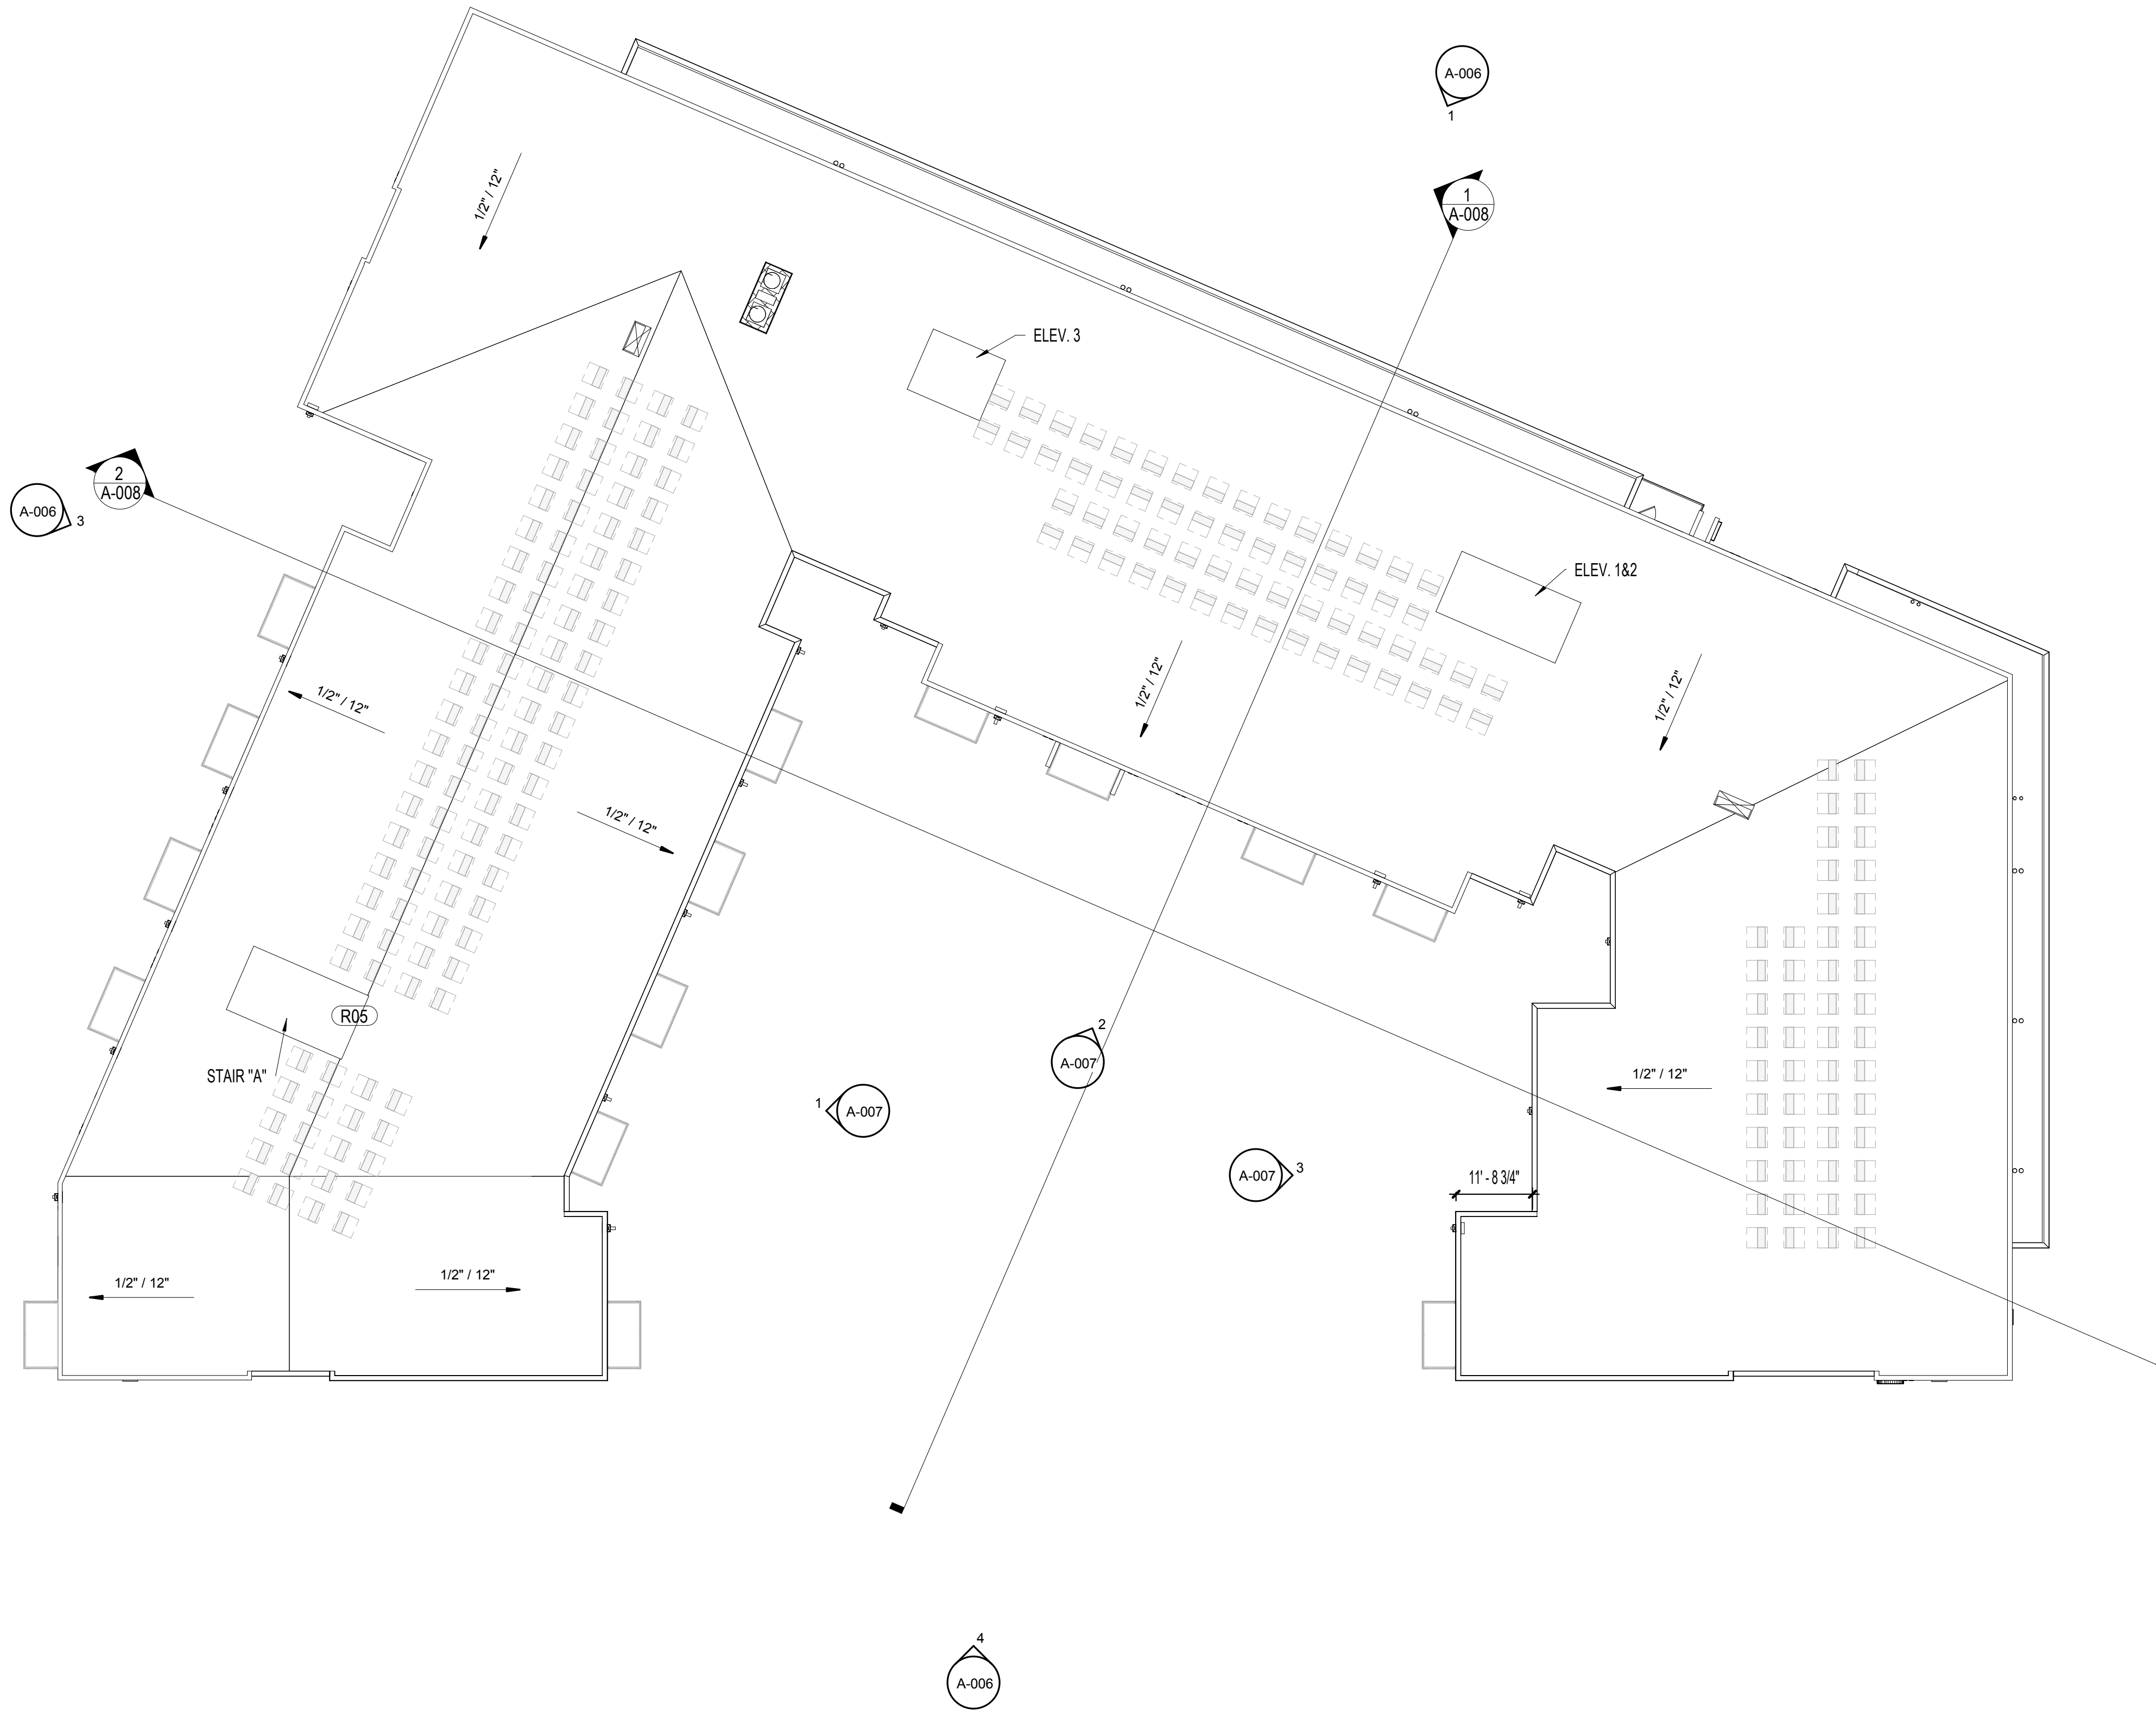 A-006
1
1/2" / 12"
1
A-008
ELEV. 3
2
A-008
A-006
3
ELEV. 1&2
1/2" / 12"
1/2" / 12"
1/2" / 12"
1/2" / 12"
R05
STAIR "A"
2
A-007
1
A-007
1/2" / 12"
A-007
3
11' - 8 3/4"
1/2" / 12"
1/2" / 12"
4
A-006